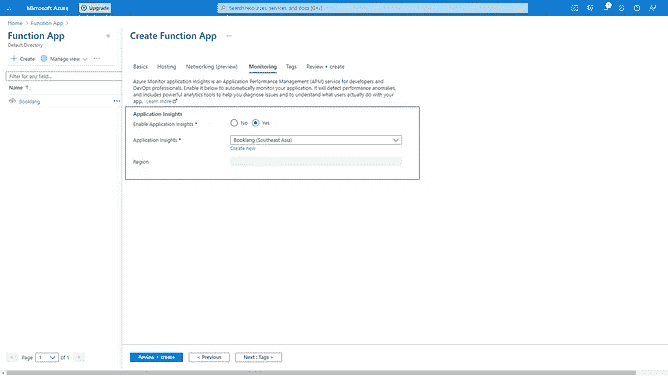 Microsoft Azure
Upgrade
Search resources, services, and docs (G+/)
Home > Function App >
Function App
Default Directory
+ Create
Manage view
Filter for any field...
Name ↑
Booklang
Page 1 of 1
Create Function App
Basics Hosting Networking (preview) Monitoring Tags Review + create
Azure Monitor application insights is an Application Performance Management (APM) service for developers and
DevOps professionals. Enable it below to automatically monitor your application. It will detect performance anomalies,
and includes powerful analytics tools to help you diagnose issues and to understand what users actually do with your
app. Learn more
Application Insights
Enable Application Insights * No Yes
Application Insights * Booklang (Southeast Asia)
Create new
Region
Review + create < Previous Next : Tags >